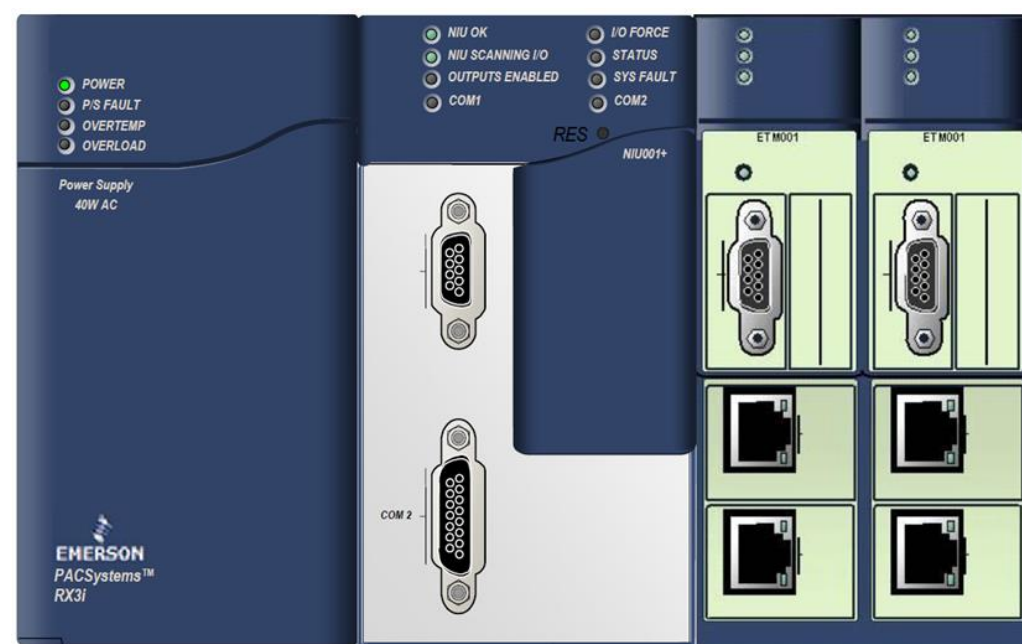 POWER
P/S FAULT
OVERTEMP
OVERLOAD
Power Supply
40W AC
EMERSON
PACSystems™
RX3i
NIU OK
NIU SCANNING I/O
OUTPUTS ENABLED
COM1
I/O FORCE
STATUS
SYS FAULT
COM2
RES
NIU001+
COM 2
ETM001
ETM001